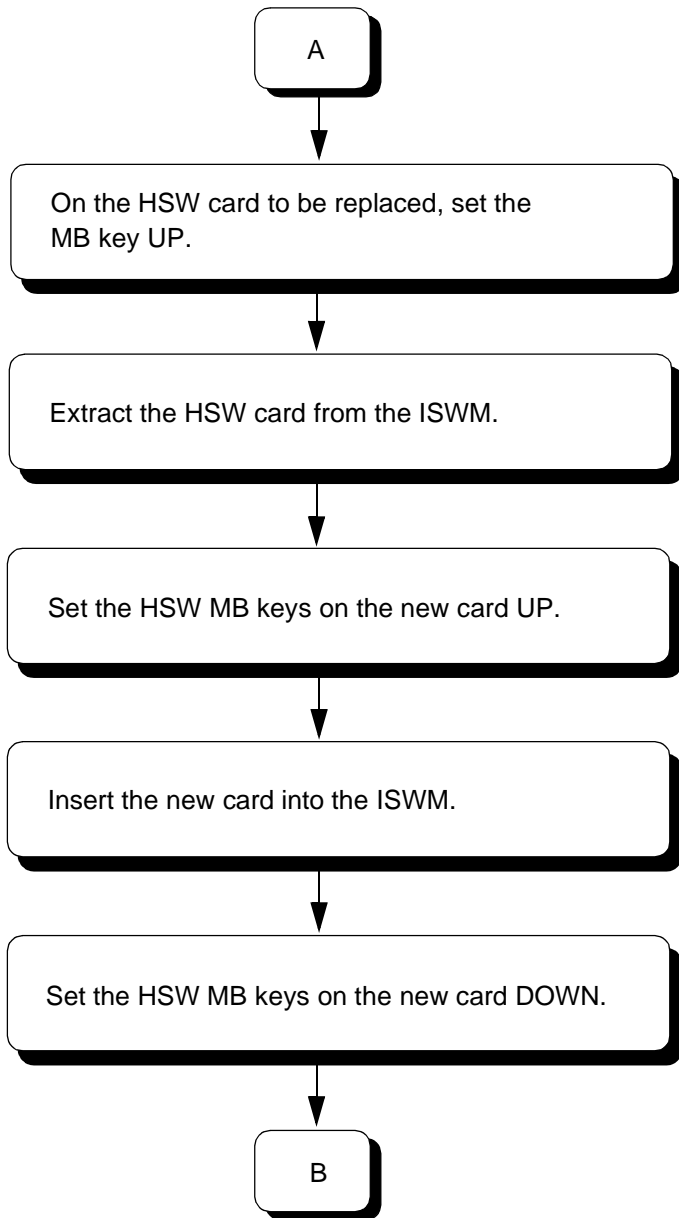 A
On the HSW card to be replaced, set the
MB key UP.
Extract the HSW card from the ISWM.
Set the HSW MB keys on the new card UP.
Insert the new card into the ISWM.
Set the HSW MB keys on the new card DOWN.
B